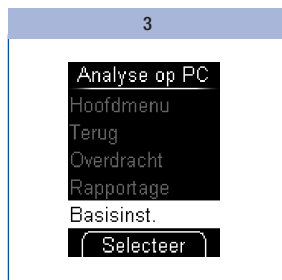 3
Analyse op PC
Hoofdmenu
Terug
Overdracht
Rapportage
Basisinst.
Selecteer